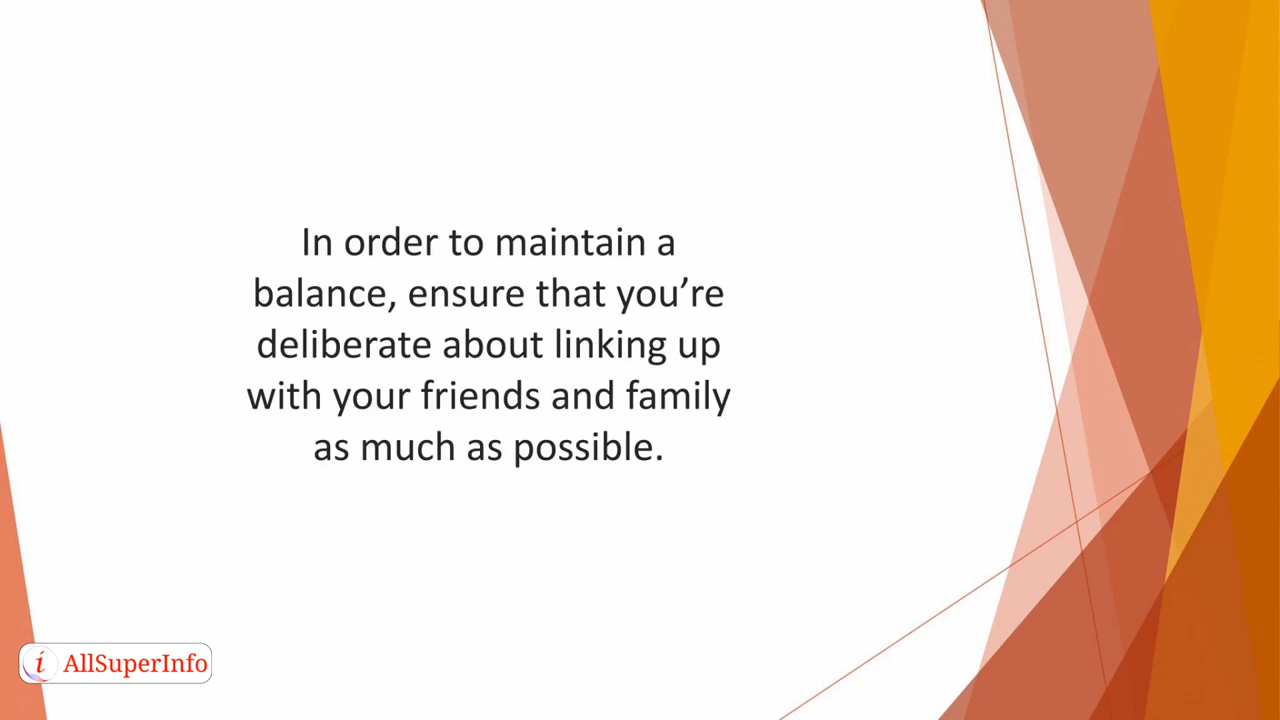 In order to maintain a
balance, ensure that you’re
deliberate about linking up
with your friends and family
as much as possible.
i AllSuperInfo